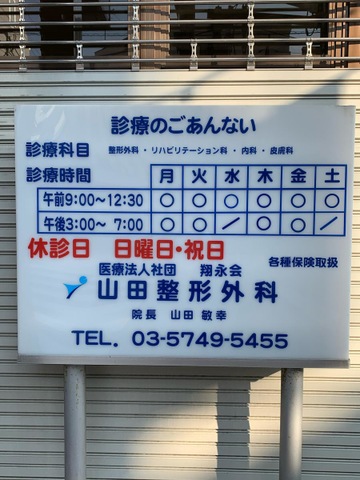 診療のごあんない
診療科目 整形外科・リハビリテーション科・内科・皮膚科
診療時間 月 火 水 木 金 土
午前9:00〜12:30 ○ ○ ○ ○ ○ ○
午後3:00〜 7:00 ○ ○ ／ ○ ○ ／
休診日 日曜日・祝日
医療法人社団 翔永会 各種保険取扱
山田整形外科
院長 山田 敏幸
TEL. 03-5749-5455